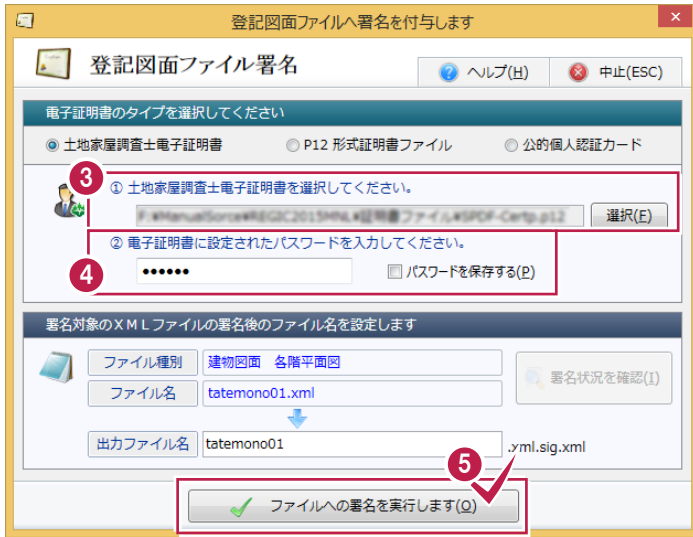 登記図面ファイルへ署名を付与します
登記図面ファイル署名
ヘルプ(H)
中止(ESC)
電子証明書のタイプを選択してください
土地家屋調査士電子証明書
P12 形式証明書ファイル
公的個人認証カード
3
① 土地家屋調査士電子証明書を選択してください。
選択(F)
② 電子証明書に設定されたパスワードを入力してください。
4
••••••
パスワードを保存する(P)
署名対象のXMLファイルの署名後のファイル名を設定します
ファイル種別
建物図面 各階平面図
ファイル名
tatemono01.xml
署名状況を確認(I)
出力ファイル名
tatemono01
.xml.sig.xml
5
ファイルへの署名を実行します(O)